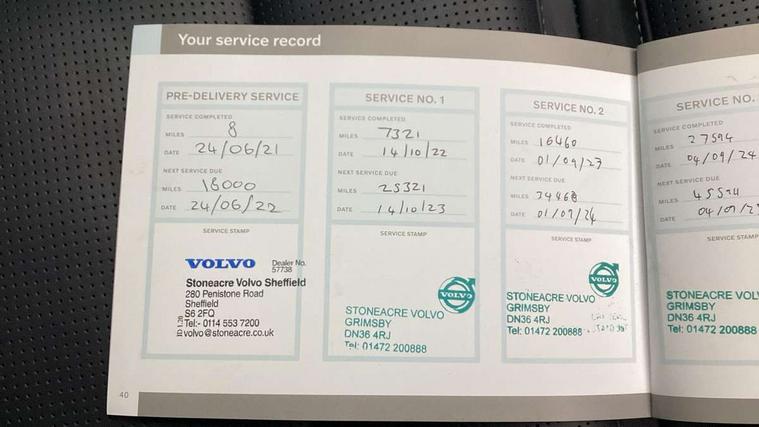 Your service record
PRE-DELIVERY SERVICE
SERVICE COMPLETED
MILES 8
DATE 24/06/21
NEXT SERVICE DUE
MILES 18000
DATE 24/06/22
SERVICE STAMP
VOLVO Dealer No. 57738
Stoneacre Volvo Sheffield
280 Penistone Road
Sheffield
S6 2FQ
Tel:- 0114 553 7200
volvo@stoneacre.co.uk
SERVICE NO. 1
SERVICE COMPLETED
MILES 7321
DATE 14/10/22
NEXT SERVICE DUE
MILES 25321
DATE 14/10/23
SERVICE STAMP
VOLVO
STONEACRE VOLVO
GRIMSBY
DN36 4RJ
Tel: 01472 200888
SERVICE NO. 2
SERVICE COMPLETED
MILES 16460
DATE 01/09/23
NEXT SERVICE DUE
MILES 34460
DATE 01/09/24
SERVICE STAMP
VOLVO
STONEACRE VOLVO
GRIMSBY
DN36 4RJ
Tel: 01472 200888
SERVICE NO.
SERVICE COMPLETED
MILES 27594
DATE 04/09/24
NEXT SERVICE DUE
MILES 45594
DATE 04/09/2
SERVICE STAMP
STONEACRE VOL
GRIMSBY
DN36 4RJ
Tel: 01472 200888
40